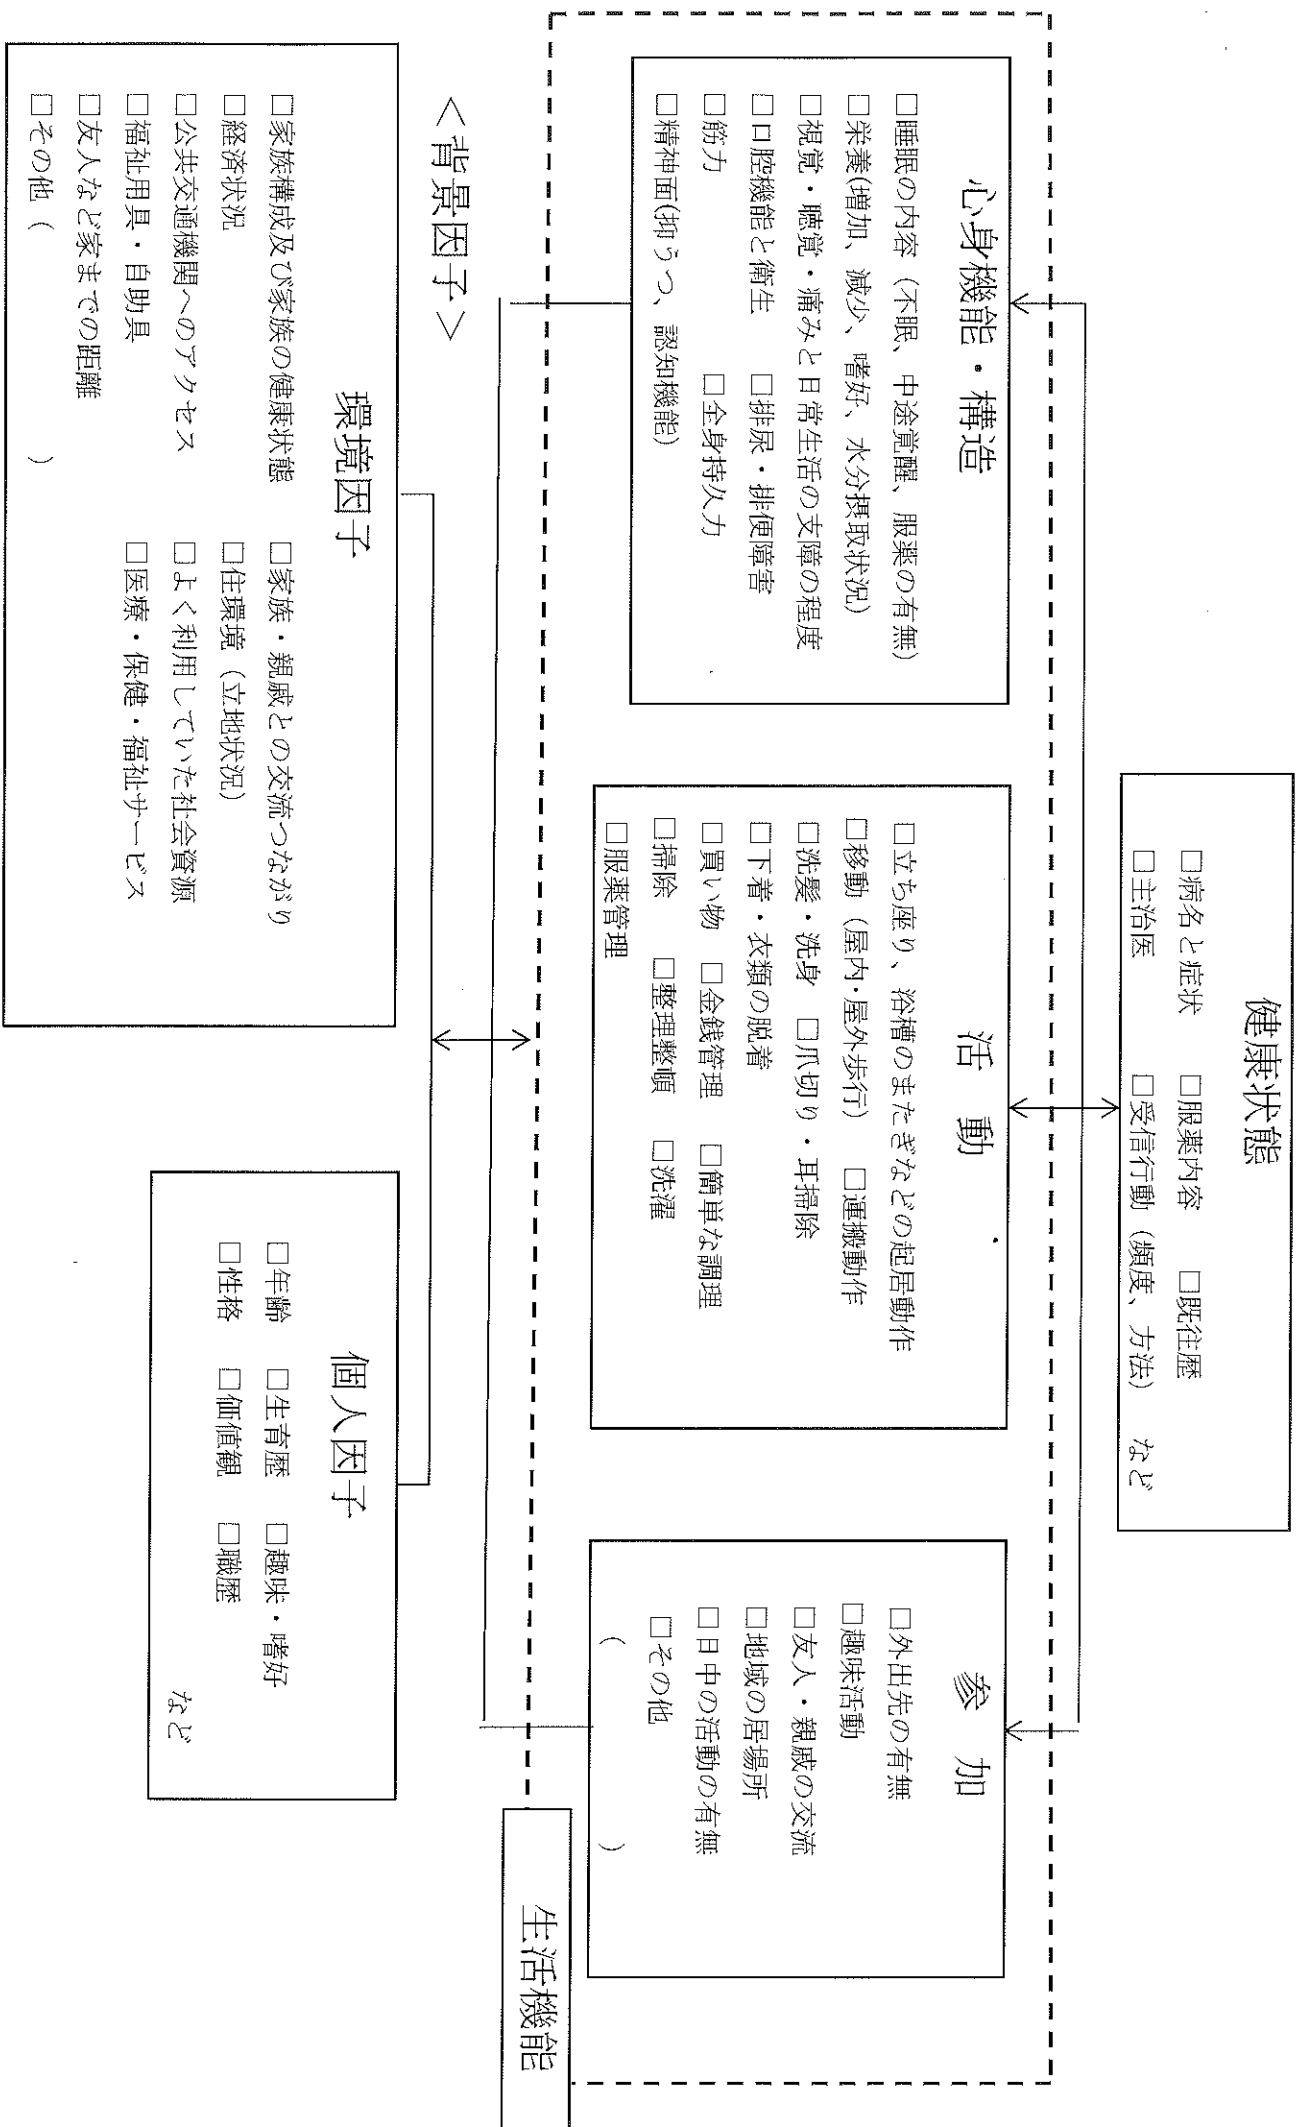 健康状態
□病名と症状 □服薬内容 □既往歴
□主治医 □受信行動（頻度、方法） など
心身機能・構造
□睡眠の内容（不眠、中途覚醒、服薬の有無）
□栄養(増加、減少、嗜好、水分摂取状況)
□視覚・聴覚・痛みと日常生活の支障の程度
□口腔機能と衛生 □排尿・排便障害
□筋力 □全身持久力
□精神面(抑うつ、認知機能)
活 動
□立ち座り、浴槽のまたぎなどの起居動作
□移動（屋内・屋外歩行） □運搬動作
□洗髪・洗身 □爪切り・耳掃除
□下着・衣類の脱着
□買い物 □金銭管理 □簡単な調理
□掃除 □整理整頓 □洗濯
□服薬管理
参 加
□外出先の有無
□趣味活動
□友人・親戚の交流
□地域の居場所
□日中の活動の有無
□その他
（ ）
生活機能
＜背景因子＞
環境因子
□家族構成及び家族の健康状態 □家族・親戚との交流つながり
□経済状況 □住環境（立地状況）
□公共交通機関へのアクセス □よく利用していた社会資源
□福祉用具・自助具 □医療・保健・福祉サービス
□友人など家までの距離
□その他（ ）
個人因子
□年齢 □生育歴 □趣味・嗜好
□性格 □価値観 □職歴
など